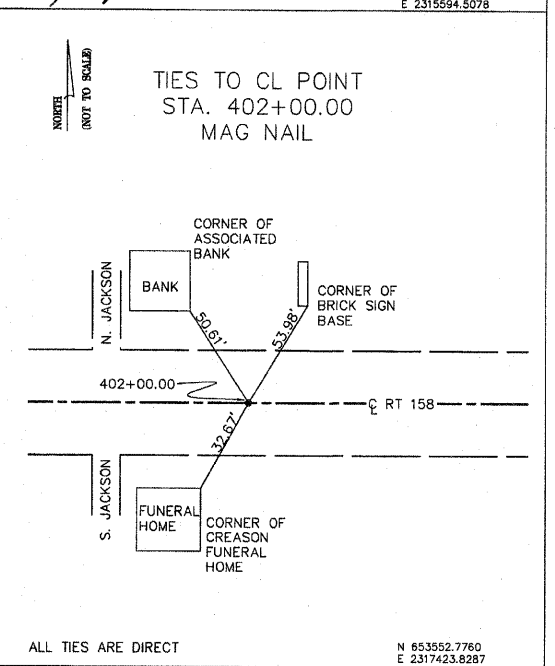 E 2315594.5078
NORTH
(NOT TO SCALE)
TIES TO CL POINT
STA. 402+00.00
MAG NAIL
CORNER OF
ASSOCIATED
BANK
BANK
N. JACKSON
CORNER OF
BRICK SIGN
BASE
50.61'
53.98'
402+00.00
℄ RT 158
32.67'
S. JACKSON
FUNERAL
HOME
CORNER OF
CREASON
FUNERAL
HOME
ALL TIES ARE DIRECT
N 653552.7760
E 2317423.8287